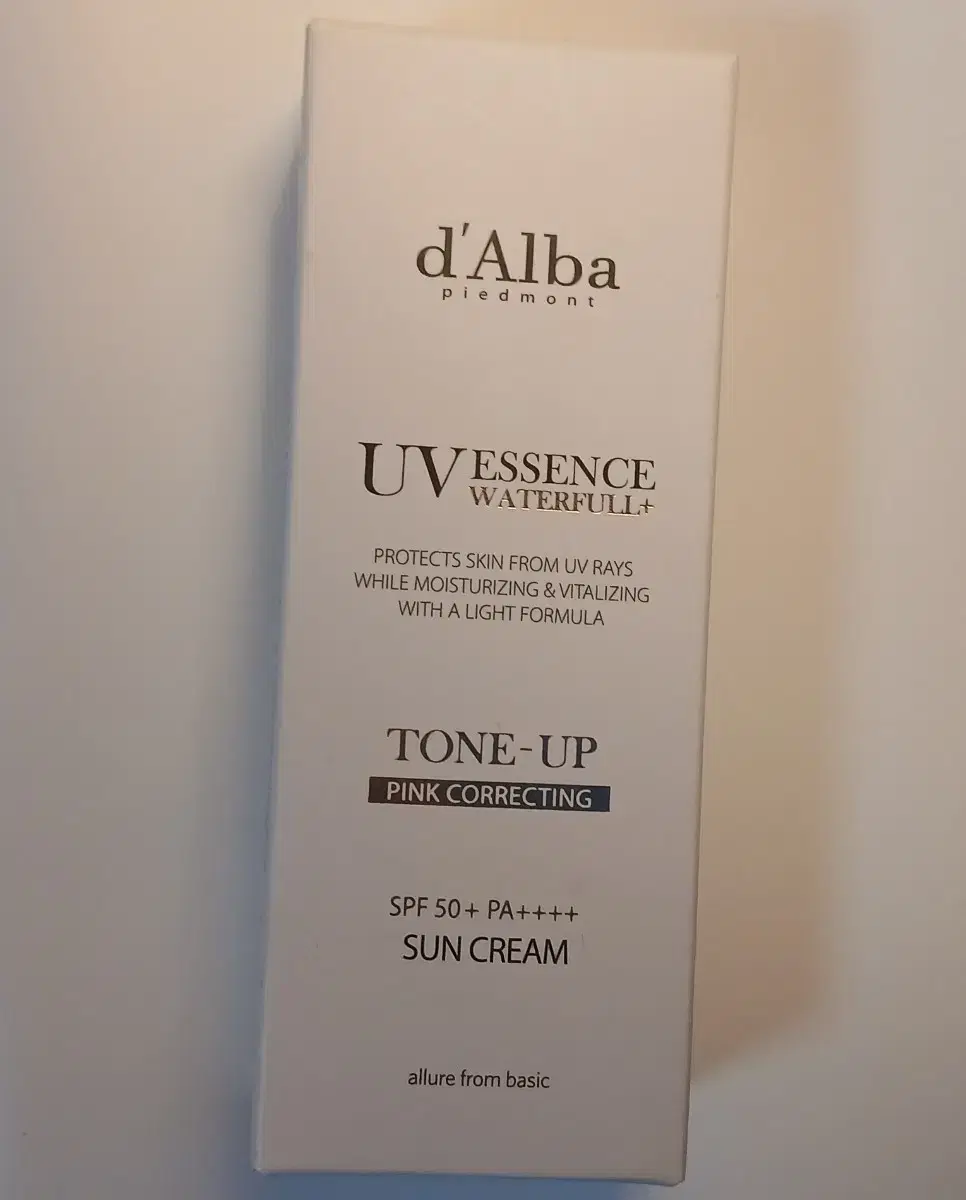 d'Alba
piedmont
UV ESSENCE
WATERFULL+
PROTECTS SKIN FROM UV RAYS
WHILE MOISTURIZING & VITALIZING
WITH A LIGHT FORMULA
TONE-UP
PINK CORRECTING
SPF 50+ PA++++
SUN CREAM
allure from basic